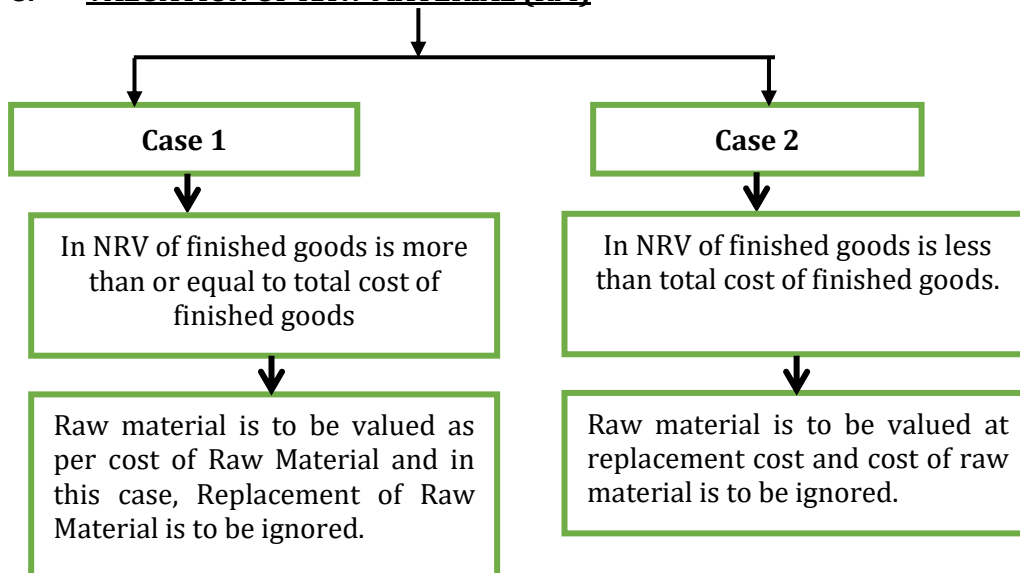 Case 1
Case 2
In NRV of finished goods is more
than or equal to total cost of
finished goods
In NRV of finished goods is less
than total cost of finished goods.
Raw material is to be valued as
per cost of Raw Material and in
this case, Replacement of Raw
Material is to be ignored.
Raw material is to be valued at
replacement cost and cost of raw
material is to be ignored.